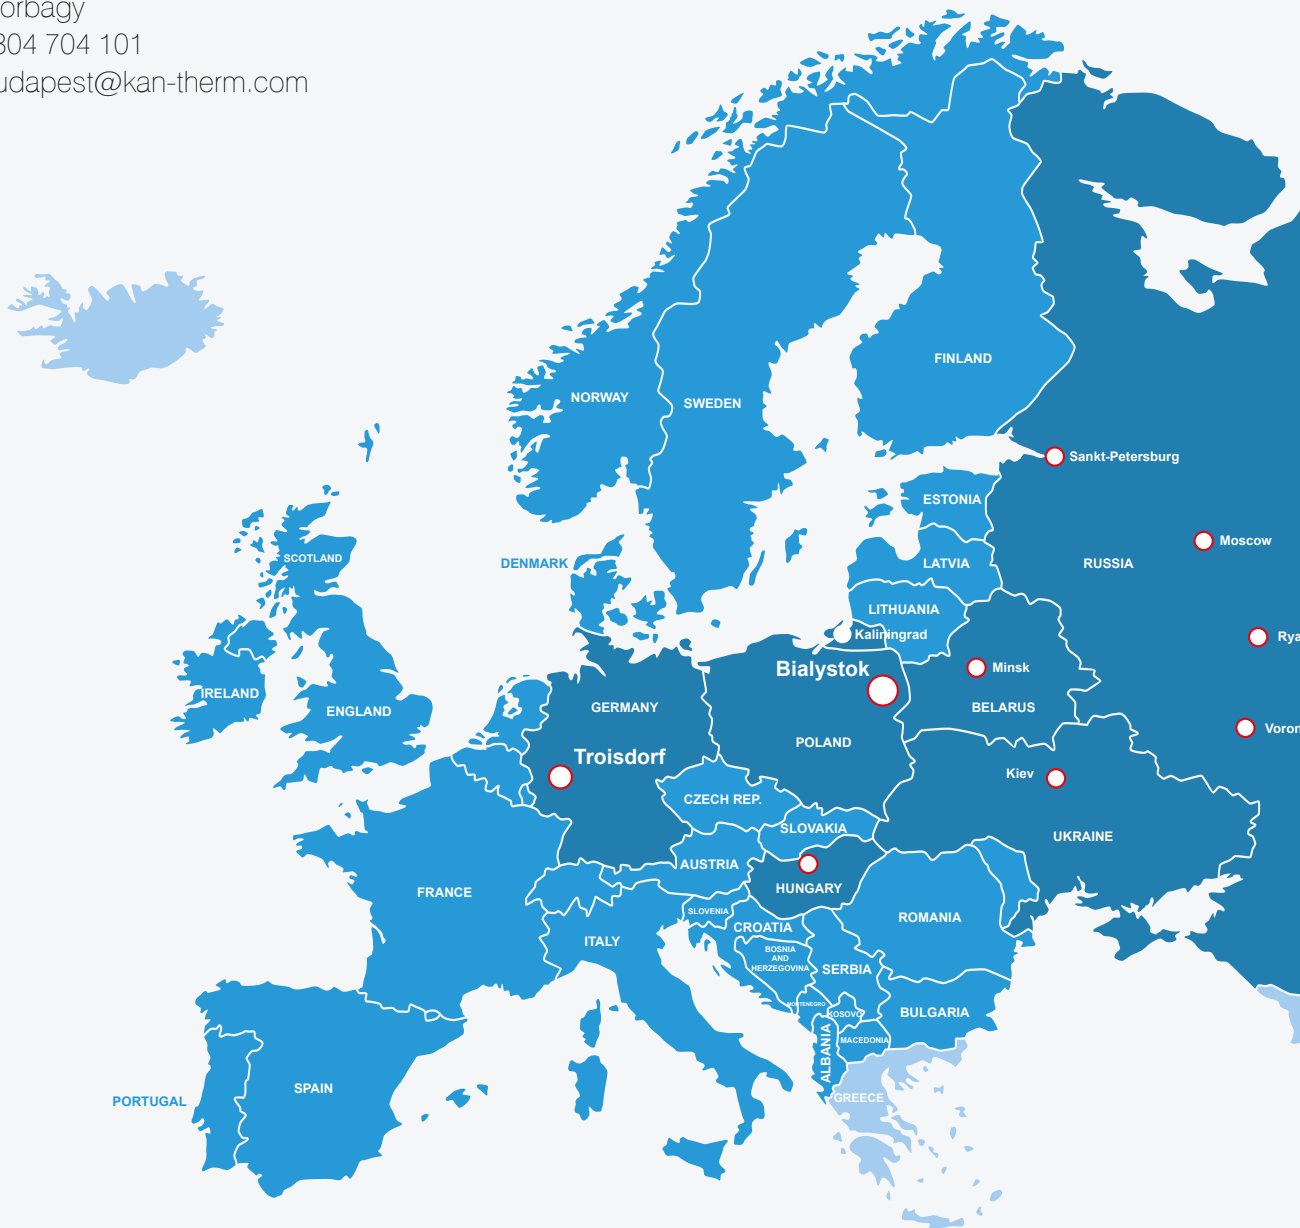 orbagy
304 704 101
udapest@kan-therm.com
FINLAND
NORWAY
SWEDEN
Sankt-Petersburg
ESTONIA
Moscow
SCOTLAND
DENMARK
LATVIA
RUSSIA
LITHUANIA
Kaliningrad
Rya
Bialystok
Minsk
IRELAND
ENGLAND
GERMANY
BELARUS
Voron
POLAND
Troisdorf
Kiev
CZECH REP.
SLOVAKIA
UKRAINE
AUSTRIA
HUNGARY
FRANCE
SLOVENIA
ROMANIA
CROATIA
ITALY
BOSNIA
AND
HERZEGOVINA
SERBIA
MONTENEGRO
KOSOVO
BULGARIA
MACEDONIA
ALBANIA
SPAIN
PORTUGAL
GREECE